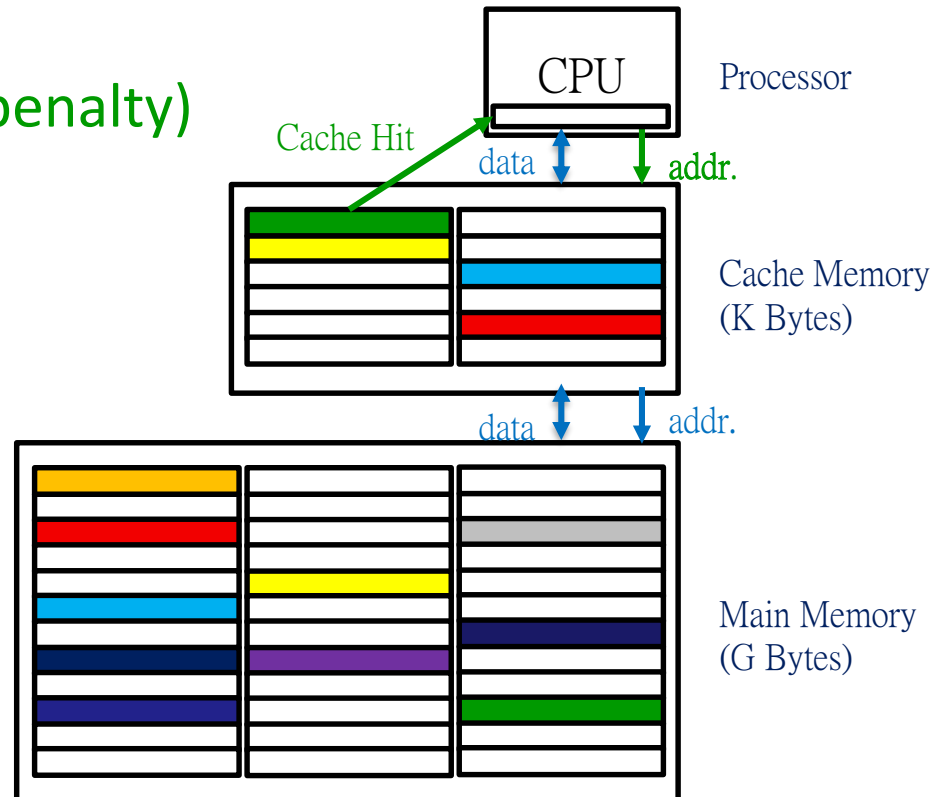 CPU
Processor
penalty)
Cache Hit
data
addr.
Cache Memory
(K Bytes)
data
addr.
Main Memory
(G Bytes)